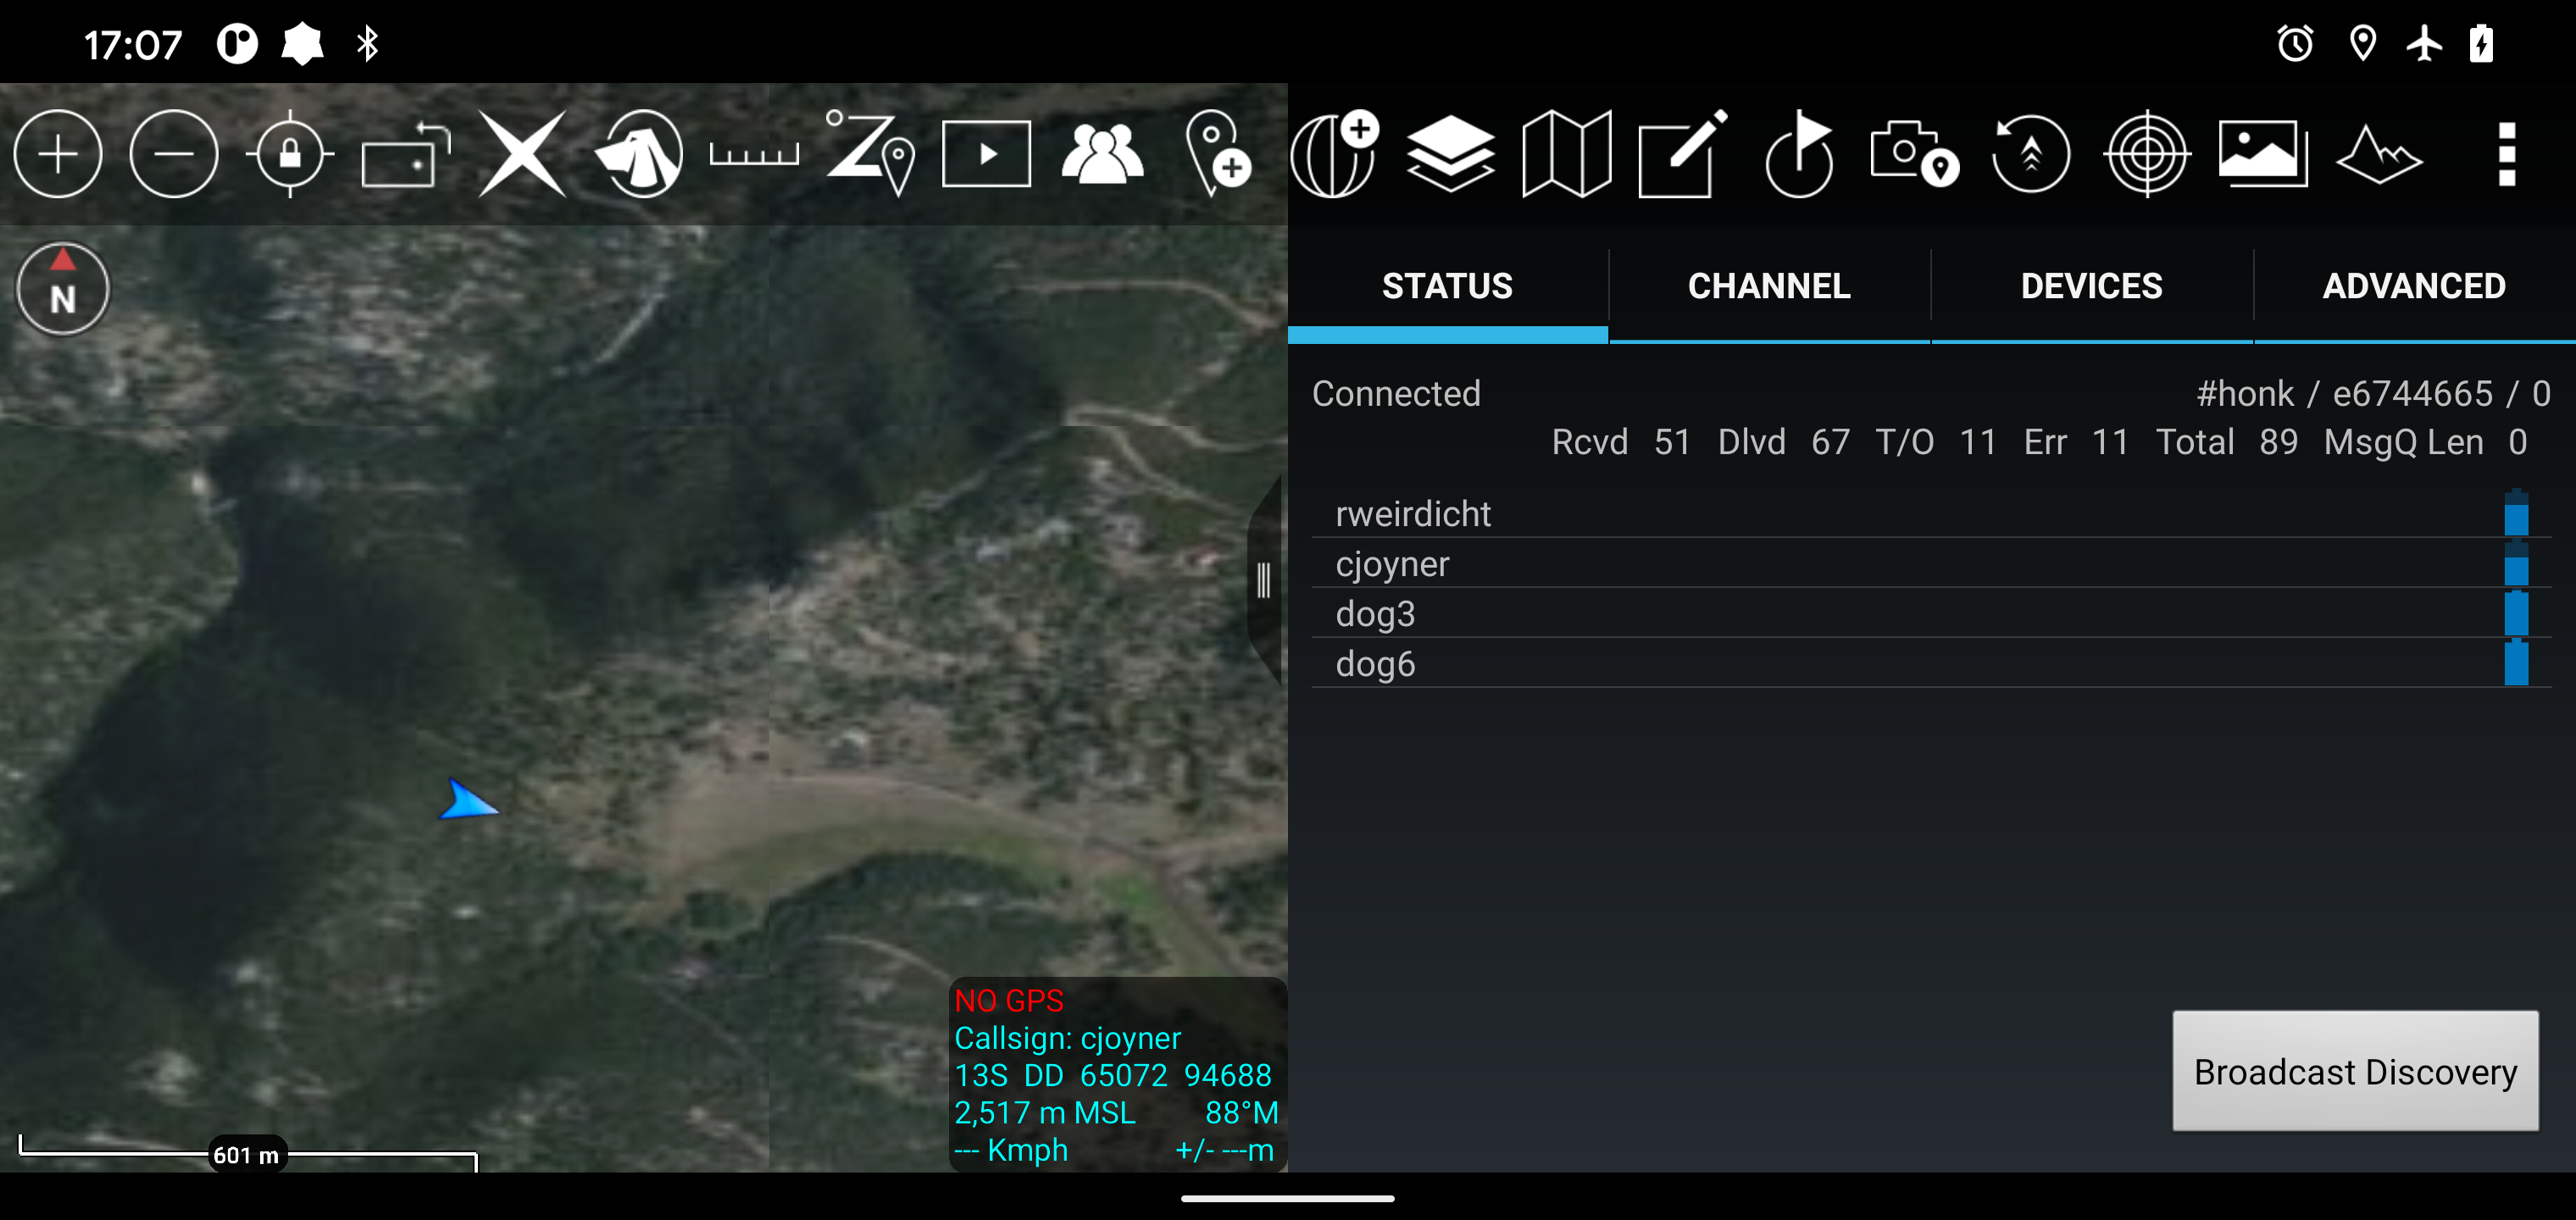 17:07
N
STATUS CHANNEL DEVICES ADVANCED
Connected #honk / e6744665 / 0
Rcvd 51 Dlvd 67 T/O 11 Err 11 Total 89 MsgQ Len 0
rweirdicht
cjoyner
dog3
dog6
Broadcast Discovery
NO GPS
Callsign: cjoyner
13S DD 65072 94688
2,517 m MSL 88°M
--- Kmph +/- ---m
601 m